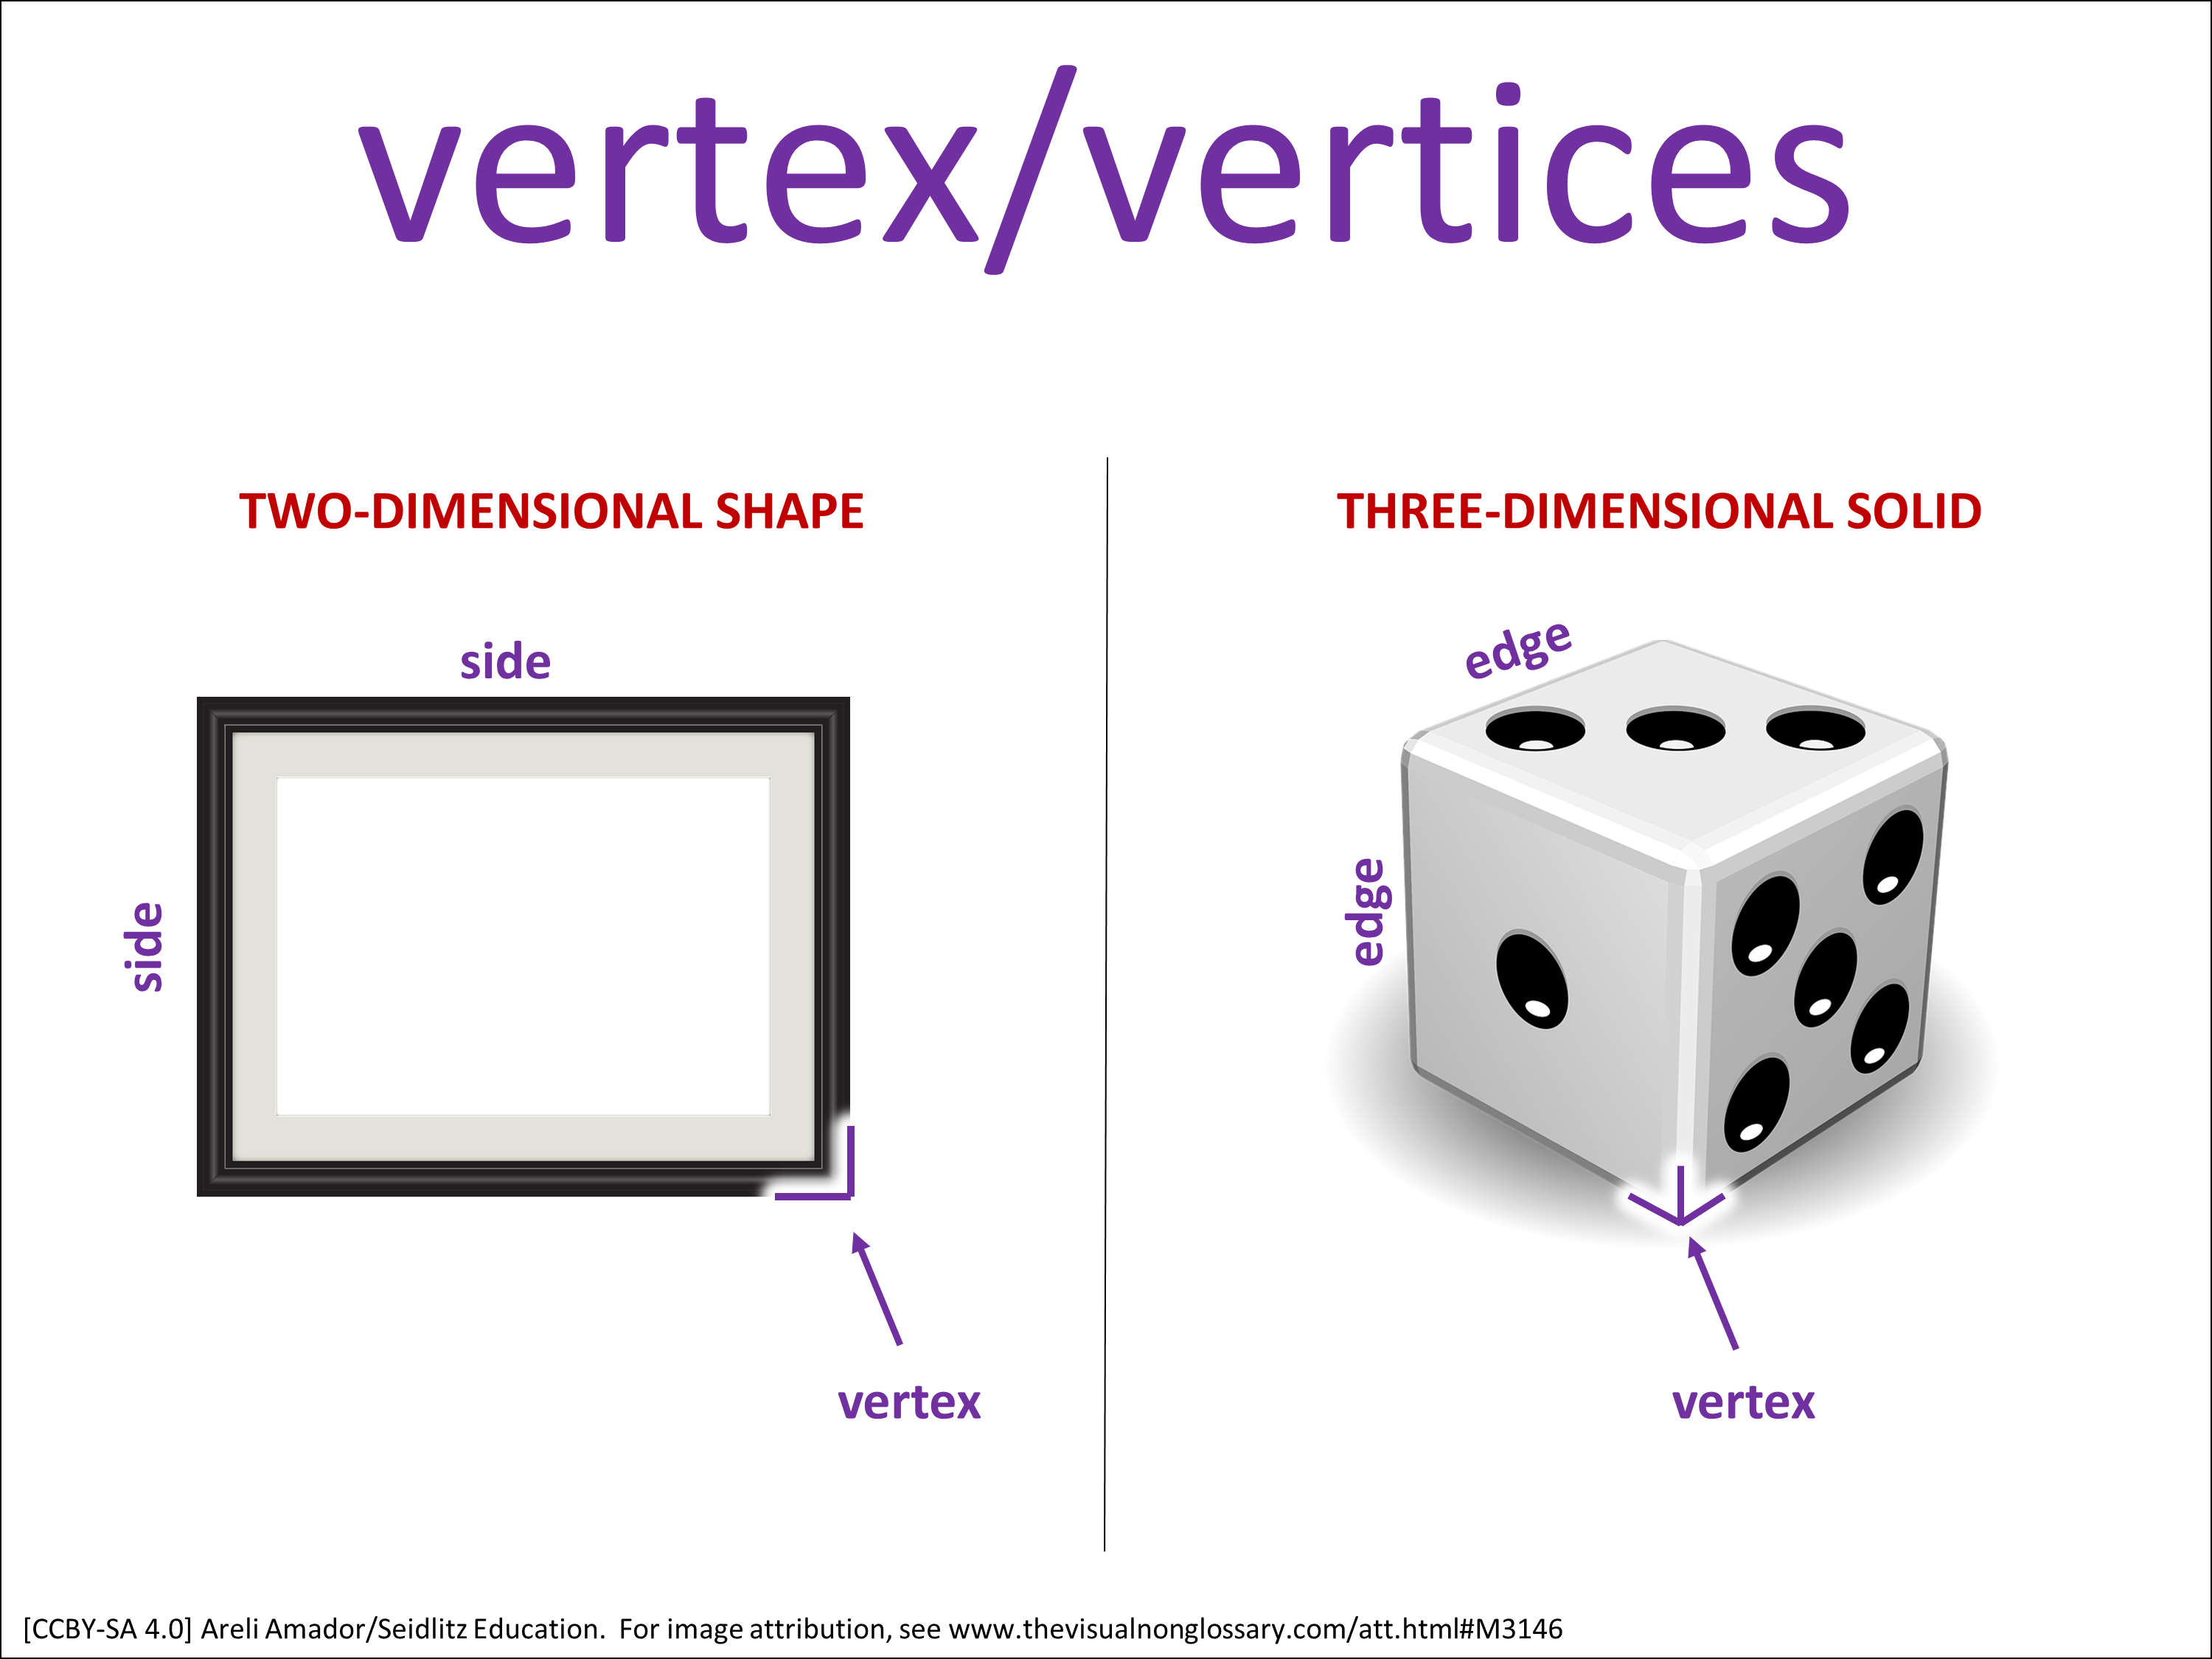 vertex/vertices
TWO-DIMENSIONAL SHAPE
side
side
vertex
THREE-DIMENSIONAL SOLID
edge
edge
vertex
[CCBY-SA 4.0] Areli Amador/Seidlitz Education.  For image attribution, see www.thevisualnonglossary.com/att.html#M3146